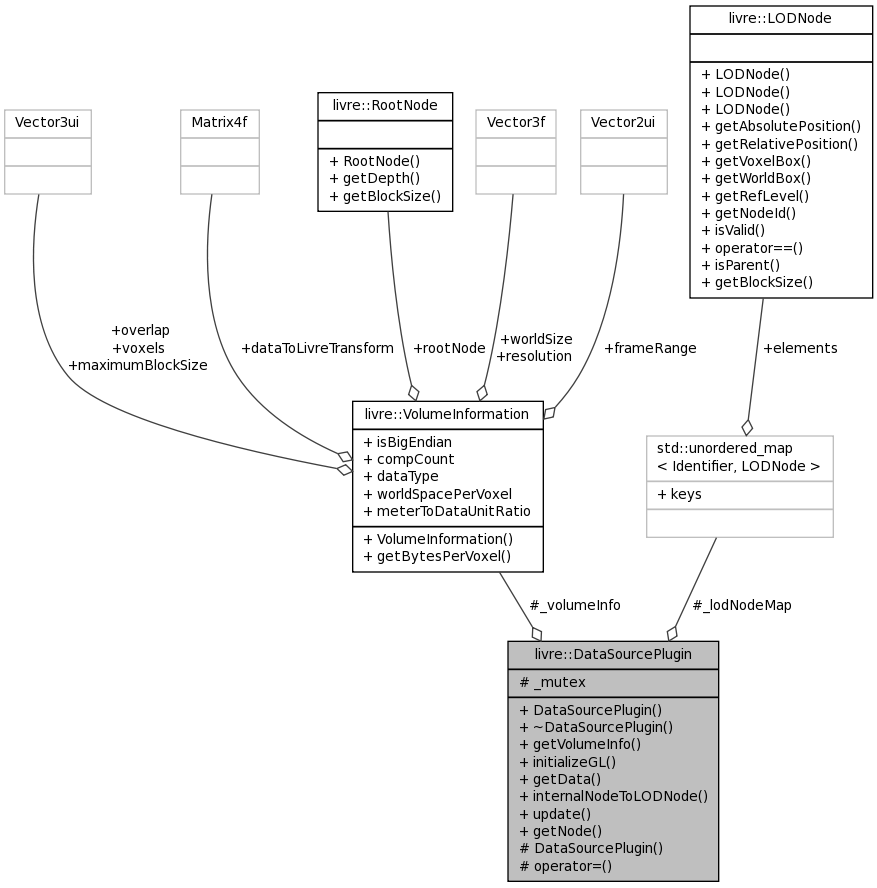 livre::LODNode
+ LODNode()
+ LODNode()
+ LODNode()
+ getAbsolutePosition()
+ getRelativePosition()
+ getVoxelBox()
+ getWorldBox()
+ getRefLevel()
+ getNodeId()
+ isValid()
+ operator==()
+ isParent()
+ getBlockSize()
Vector3ui
Matrix4f
livre::RootNode
+ RootNode()
+ getDepth()
+ getBlockSize()
Vector3f
Vector2ui
+overlap
+voxels
+maximumBlockSize
+dataToLivreTransform
+rootNode
+worldSize
+resolution
+frameRange
+elements
livre::VolumeInformation
+ isBigEndian
+ compCount
+ dataType
+ worldSpacePerVoxel
+ meterToDataUnitRatio
+ VolumeInformation()
+ getBytesPerVoxel()
std::unordered_map
< Identifier, LODNode >
+ keys
#_volumeInfo
#_lodNodeMap
livre::DataSourcePlugin
# _mutex
+ DataSourcePlugin()
+ ~DataSourcePlugin()
+ getVolumeInfo()
+ initializeGL()
+ getData()
+ internalNodeToLODNode()
+ update()
+ getNode()
# DataSourcePlugin()
# operator=()